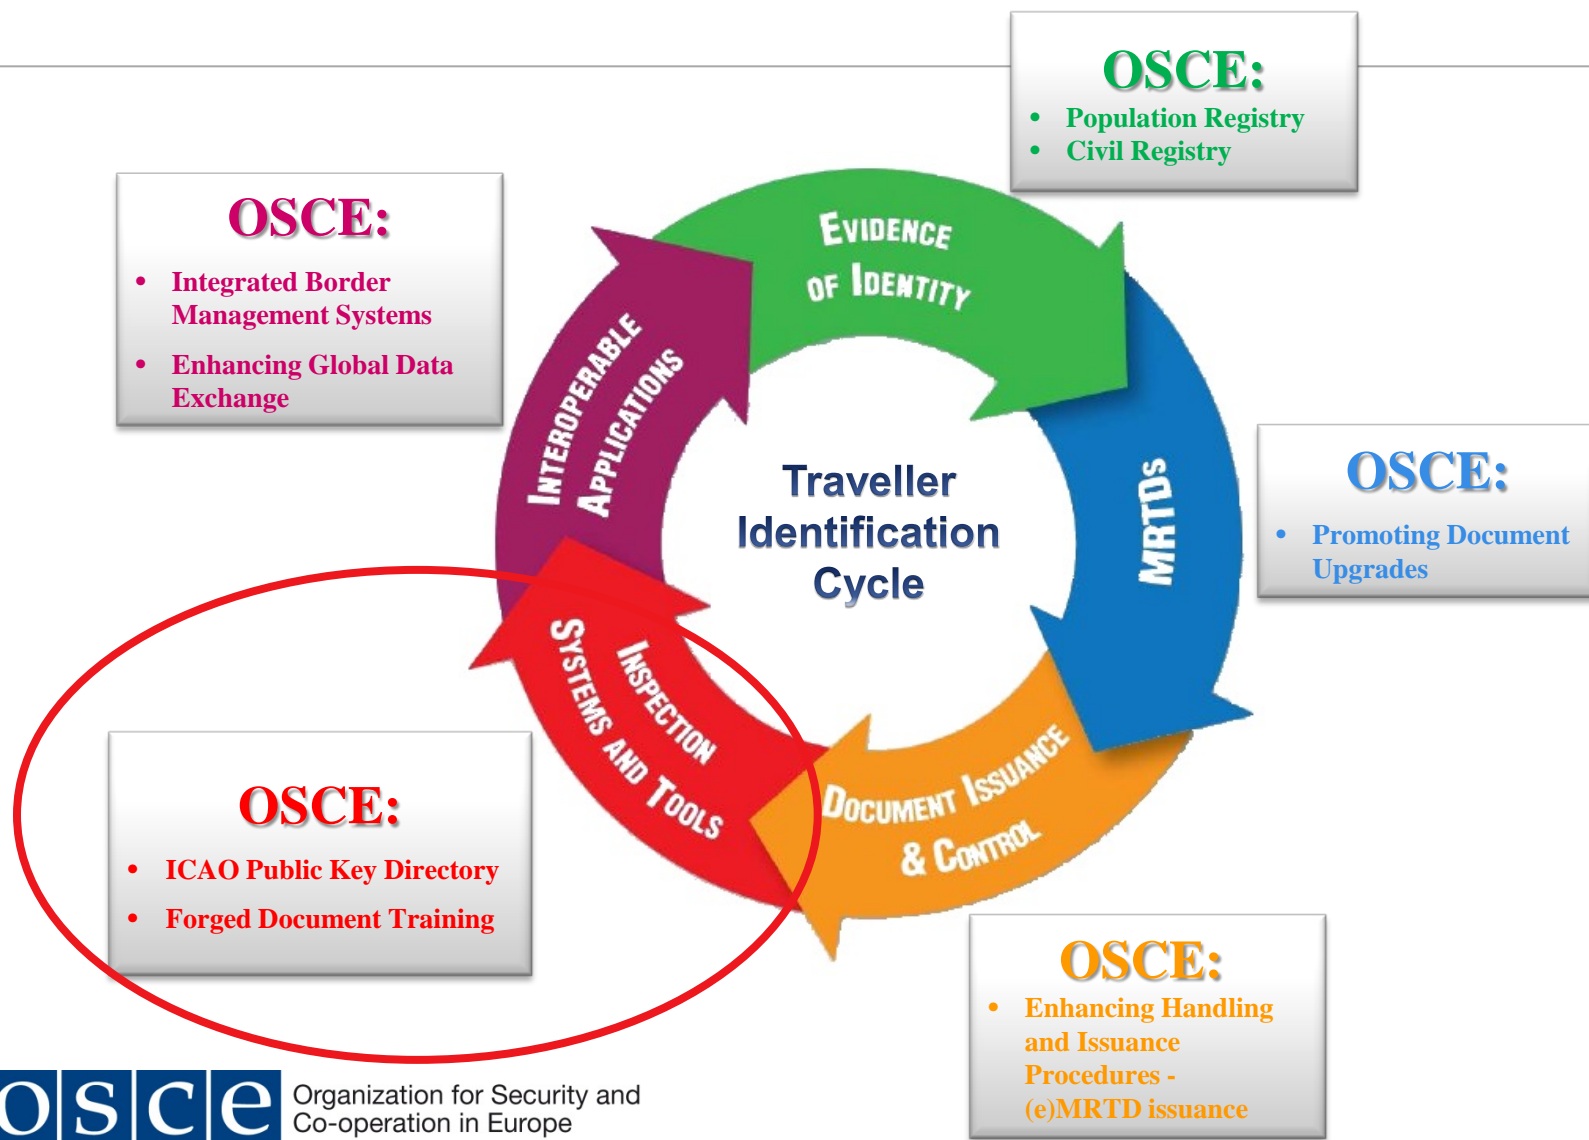 OSCE:
• Population Registry
• Civil Registry
OSCE:
• Integrated Border
Management Systems
• Enhancing Global Data
Exchange
EVIDENCE
OF IDENTITY
INTEROPERABLE
APPLICATIONS
MRTDs
Traveller
Identification
Cycle
OSCE:
• Promoting Document
Upgrades
INSPECTION
SYSTEMS AND TOOLS
DOCUMENT ISSUANCE
& CONTROL
OSCE:
• ICAO Public Key Directory
• Forged Document Training
OSCE:
• Enhancing Handling
and Issuance
Procedures -
(e)MRTD issuance
osce
Organization for Security and
Co-operation in Europe